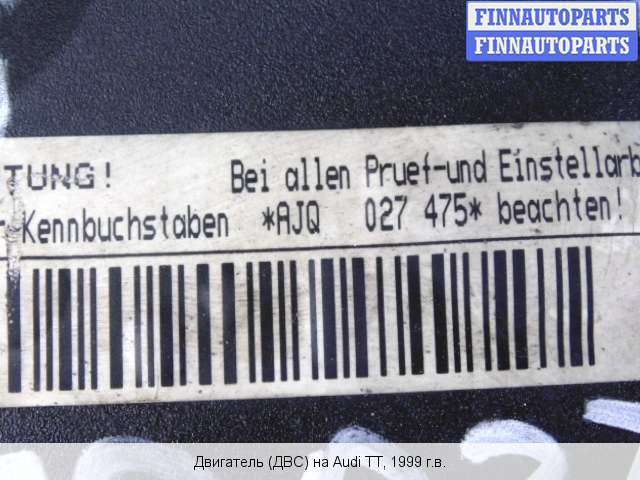 FINNAUTOPARTS
FINNAUTOPARTS
TUNG! Bei allen Pruef-und Einstellarb
Kennbuchstaben *AJQ 027 475* beachten!
Двигатель (ДВС) на Audi TT, 1999 г.в.